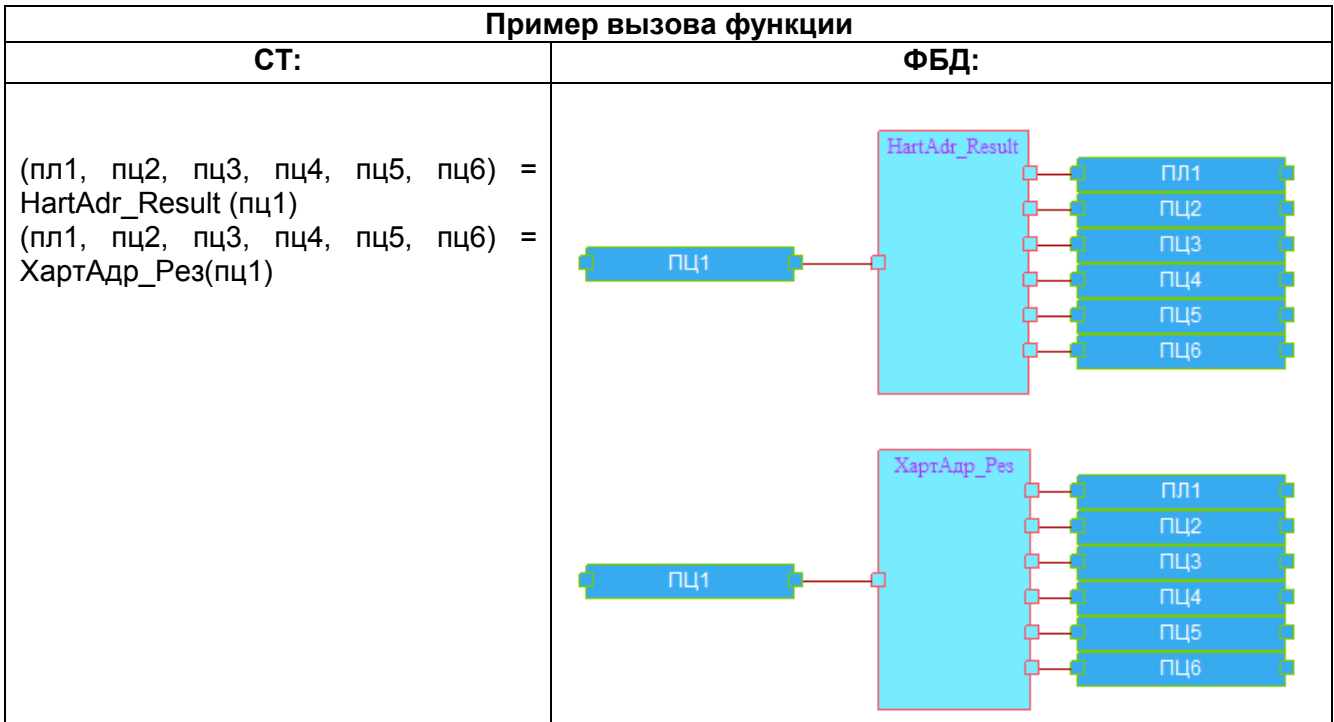 Пример вызова функции
СТ:
ФБД:
(пл1, пц2, пц3, пц4, пц5, пц6) =
HartAdr_Result (пц1)
(пл1, пц2, пц3, пц4, пц5, пц6) =
ХартАдр_Рез(пц1)
HartAdr_Result
ПЦ1
ПЛ1
ПЦ2
ПЦ3
ПЦ4
ПЦ5
ПЦ6
ХартАдр_Рез
ПЦ1
ПЛ1
ПЦ2
ПЦ3
ПЦ4
ПЦ5
ПЦ6